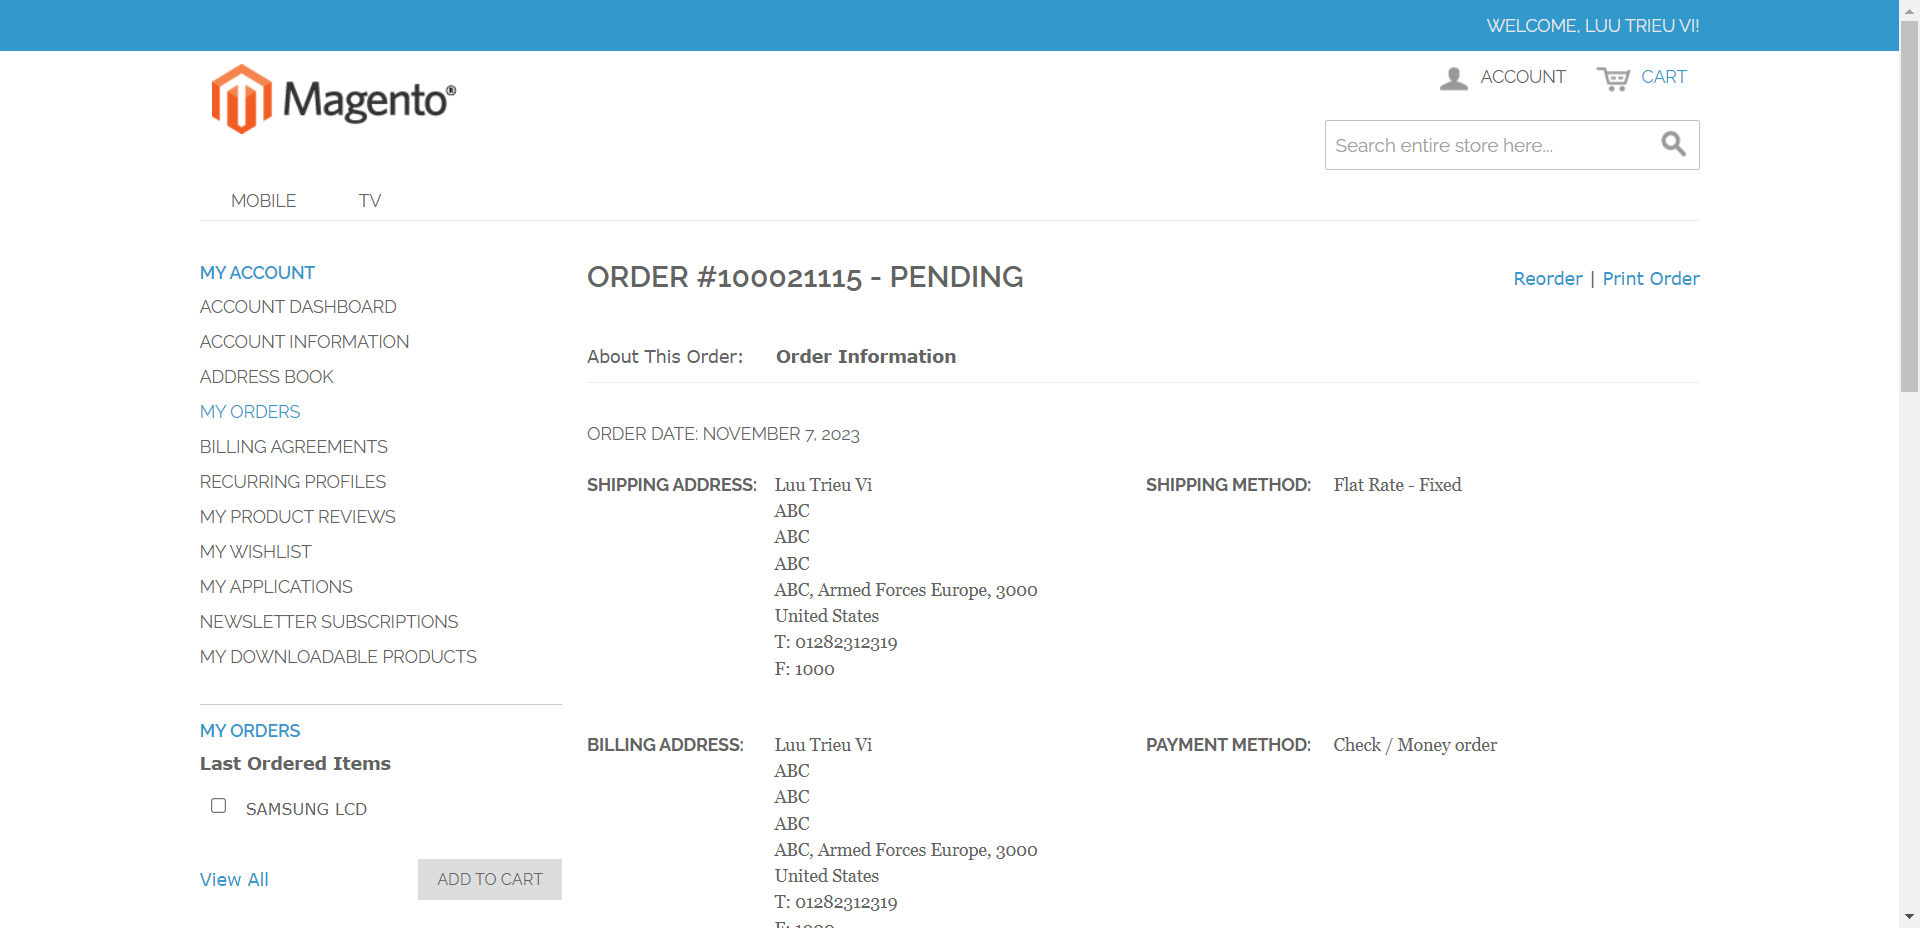 WELCOME, LUU TRIEU VI!
Magento®
ACCOUNT
CART
Search entire store here...
MOBILE
TV
MY ACCOUNT
ACCOUNT DASHBOARD
ACCOUNT INFORMATION
ADDRESS BOOK
MY ORDERS
BILLING AGREEMENTS
RECURRING PROFILES
MY PRODUCT REVIEWS
MY WISHLIST
MY APPLICATIONS
NEWSLETTER SUBSCRIPTIONS
MY DOWNLOADABLE PRODUCTS
MY ORDERS
Last Ordered Items
SAMSUNG LCD
View All
ADD TO CART
ORDER #100021115 - PENDING
Reorder | Print Order
About This Order: Order Information
ORDER DATE: NOVEMBER 7, 2023
SHIPPING ADDRESS: Luu Trieu Vi
ABC
ABC
ABC
ABC, Armed Forces Europe, 3000
United States
T: 01282312319
F: 1000
SHIPPING METHOD: Flat Rate - Fixed
BILLING ADDRESS: Luu Trieu Vi
ABC
ABC
ABC
ABC, Armed Forces Europe, 3000
United States
T: 01282312319
F: 1000
PAYMENT METHOD: Check / Money order